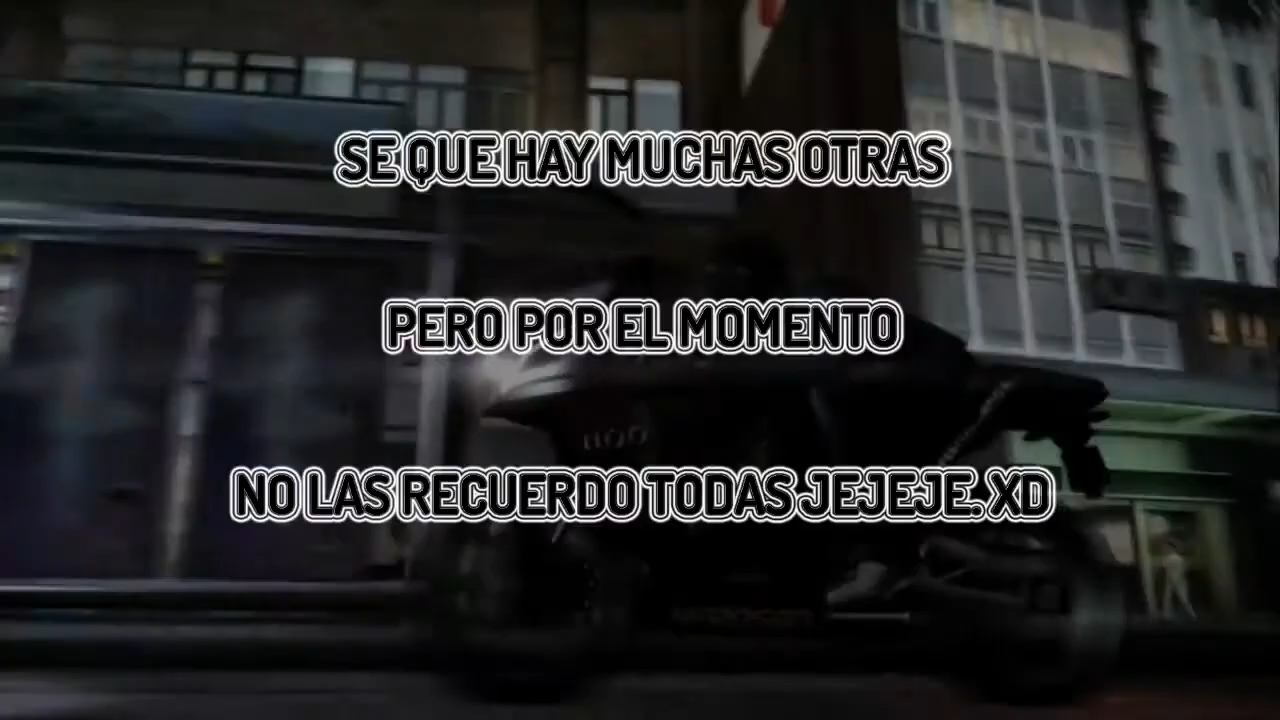 SE QUE HAY MUCHAS OTRAS
PERO POR EL MOMENTO
NO LAS RECUERDO TODAS JEJEJE. XD